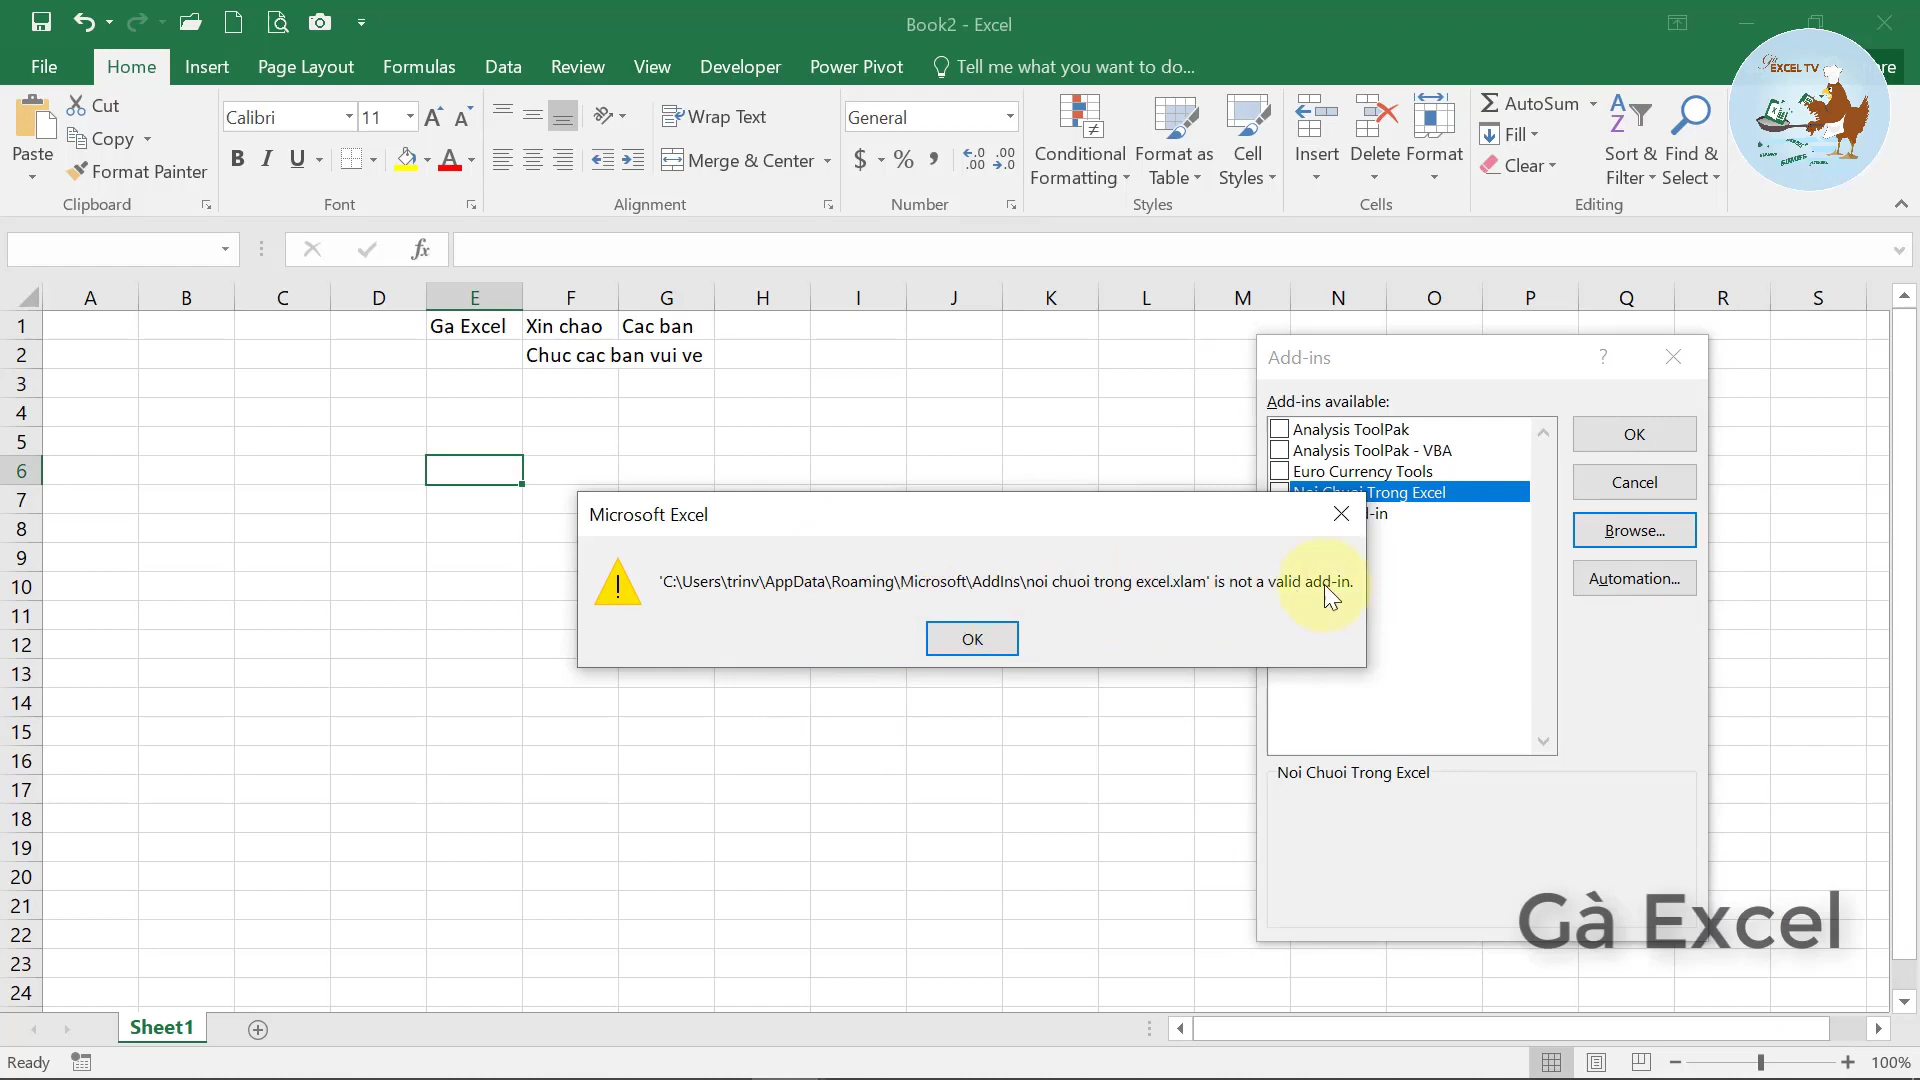 Book2 - Excel
File Home Insert Page Layout Formulas Data Review View Developer Power Pivot Tell me what you want to do...
EXCEL TV
Paste
Cut
Copy
Format Painter
Clipboard
Calibri 11
B I U
Font
Wrap Text
Merge & Center
Alignment
General
$ % ,
Number
Conditional Formatting
Format as Table
Cell Styles
Styles
Insert Delete Format
Cells
AutoSum
Fill
Clear
Sort & Filter
Find & Select
Editing
fx
A B C D E F G H I J K L M N O P Q R S
1 Ga Excel Xin chao Cac ban
2 Chuc cac ban vui ve
3
4
5
6
7
8
9
10
11
12
13
14
15
16
17
18
19
20
21
22
23
24
Add-ins ?
Add-ins available:
Analysis ToolPak
Analysis ToolPak - VBA
Euro Currency Tools
Noi Chuoi Trong Excel
d-in
OK
Cancel
Browse...
Automation...
Noi Chuoi Trong Excel
Microsoft Excel
'C:\Users\trinv\AppData\Roaming\Microsoft\AddIns\noi chuoi trong excel.xlam' is not a valid add-in.
OK
Gà Excel
Sheet1
Ready
100%